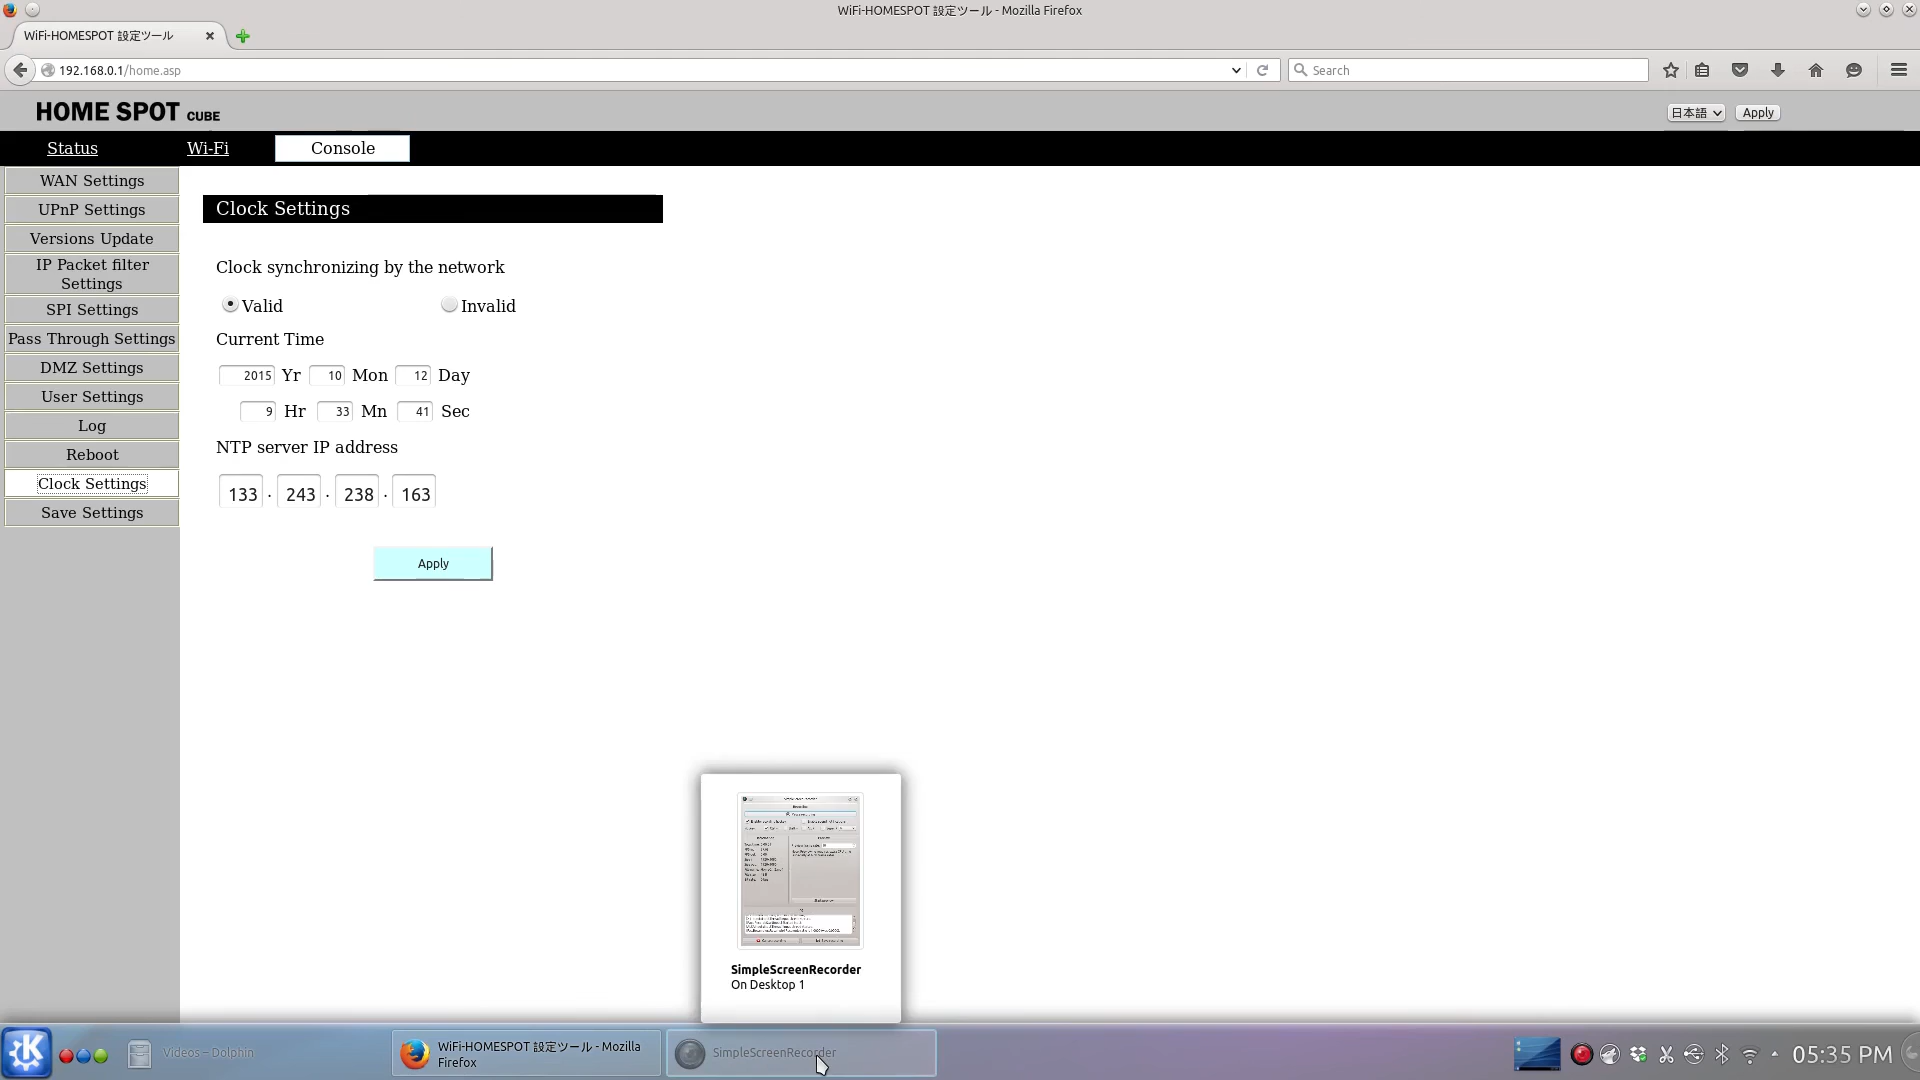 WiFi-HOMESPOT 設定ツール - Mozilla Firefox
WiFi-HOMESPOT 設定ツール
192.168.0.1/home.asp
Search
HOME SPOT CUBE
日本語
Apply
Status
Wi-Fi
Console
WAN Settings
UPnP Settings
Versions Update
IP Packet filter
Settings
SPI Settings
Pass Through Settings
DMZ Settings
User Settings
Log
Reboot
Clock Settings
Save Settings
Clock Settings
Clock synchronizing by the network
Valid
Invalid
Current Time
2015 Yr 10 Mon 12 Day
9 Hr 33 Mn 41 Sec
NTP server IP address
133 . 243 . 238 . 163
Apply
SimpleScreenRecorder
On Desktop 1
Videos – Dolphin
WiFi-HOMESPOT 設定ツール - Mozilla
Firefox
SimpleScreenRecorder
05:35 PM